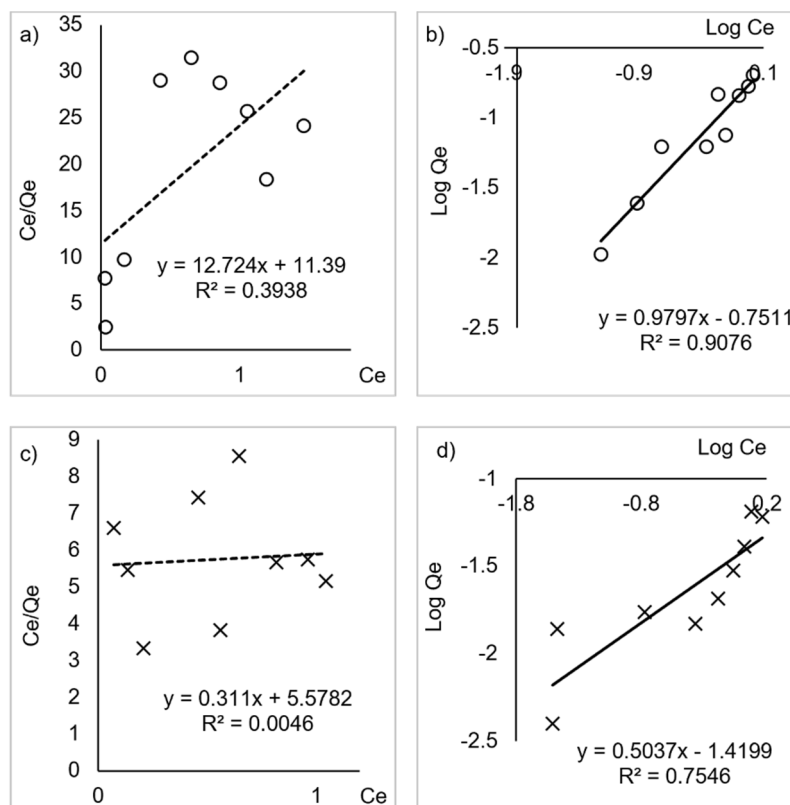 a)
35
30
25
20
15
10
5
0
Ce/Qe
y = 12.724x + 11.39
R² = 0.3938
0 1 Ce
b)
Log Ce
-0.5
-1.9 -0.9 0.1
-1
-1.5
-2
-2.5
Log Qe
y = 0.9797x - 0.7511
R² = 0.9076
c)
9
8
7
6
5
4
3
2
1
0
Ce/Qe
y = 0.311x + 5.5782
R² = 0.0046
0 1 Ce
d)
Log Ce
-1
-1.8 -0.8 0.2
-1.5
-2
-2.5
Log Qe
y = 0.5037x - 1.4199
R² = 0.7546